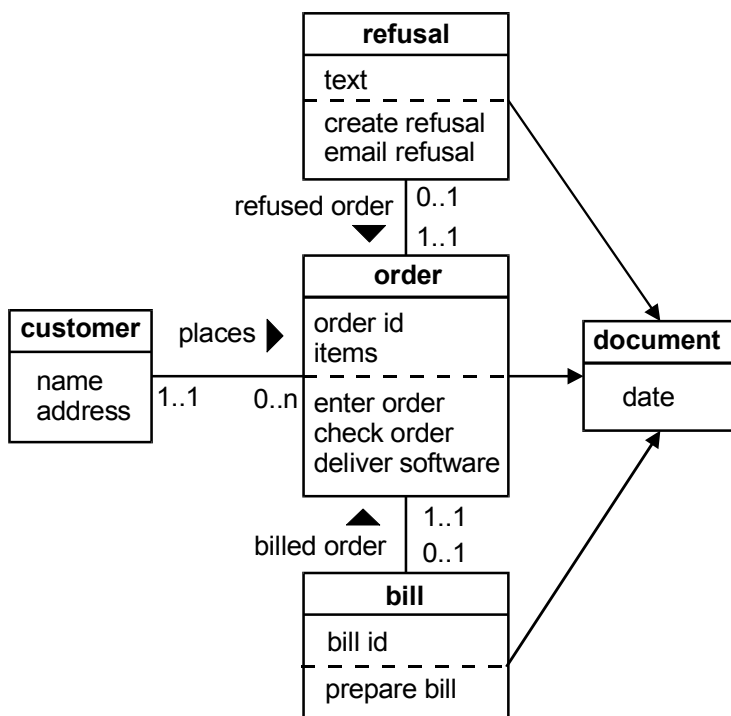 refusal
text
create refusal
email refusal
refused order
0..1
1..1
order
order id
items
enter order
check order
deliver software
customer
name
address
places
1..1
0..n
document
date
billed order
1..1
0..1
bill
bill id
prepare bill